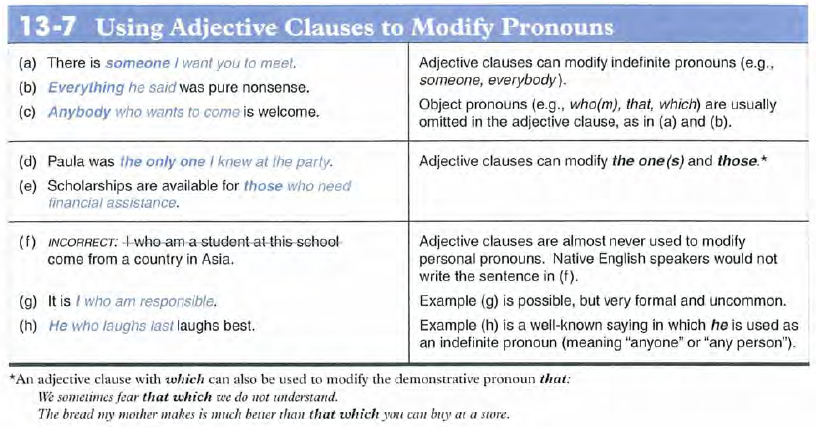 13-7 Using Adjective Clauses to Modify Pronouns
(a) There is someone I want you to meet.
(b) Everything he said was pure nonsense.
(c) Anybody who wants to come is welcome.
Adjective clauses can modify indefinite pronouns (e.g.,
someone, everybody).
Object pronouns (e.g., who(m), that, which) are usually
omitted in the adjective clause, as in (a) and (b).
(d) Paula was the only one I knew at the party.
(e) Scholarships are available for those who need
financial assistance.
Adjective clauses can modify the one(s) and those.*
(f) INCORRECT: I who am a student at this school
come from a country in Asia.
(g) It is I who am responsible.
(h) He who laughs last laughs best.
Adjective clauses are almost never used to modify
personal pronouns. Native English speakers would not
write the sentence in (f).
Example (g) is possible, but very formal and uncommon.
Example (h) is a well-known saying in which he is used as
an indefinite pronoun (meaning "anyone" or "any person").
*An adjective clause with which can also be used to modify the demonstrative pronoun that:
We sometimes fear that which we do not understand.
The bread my mother makes is much better than that which you can buy at a store.